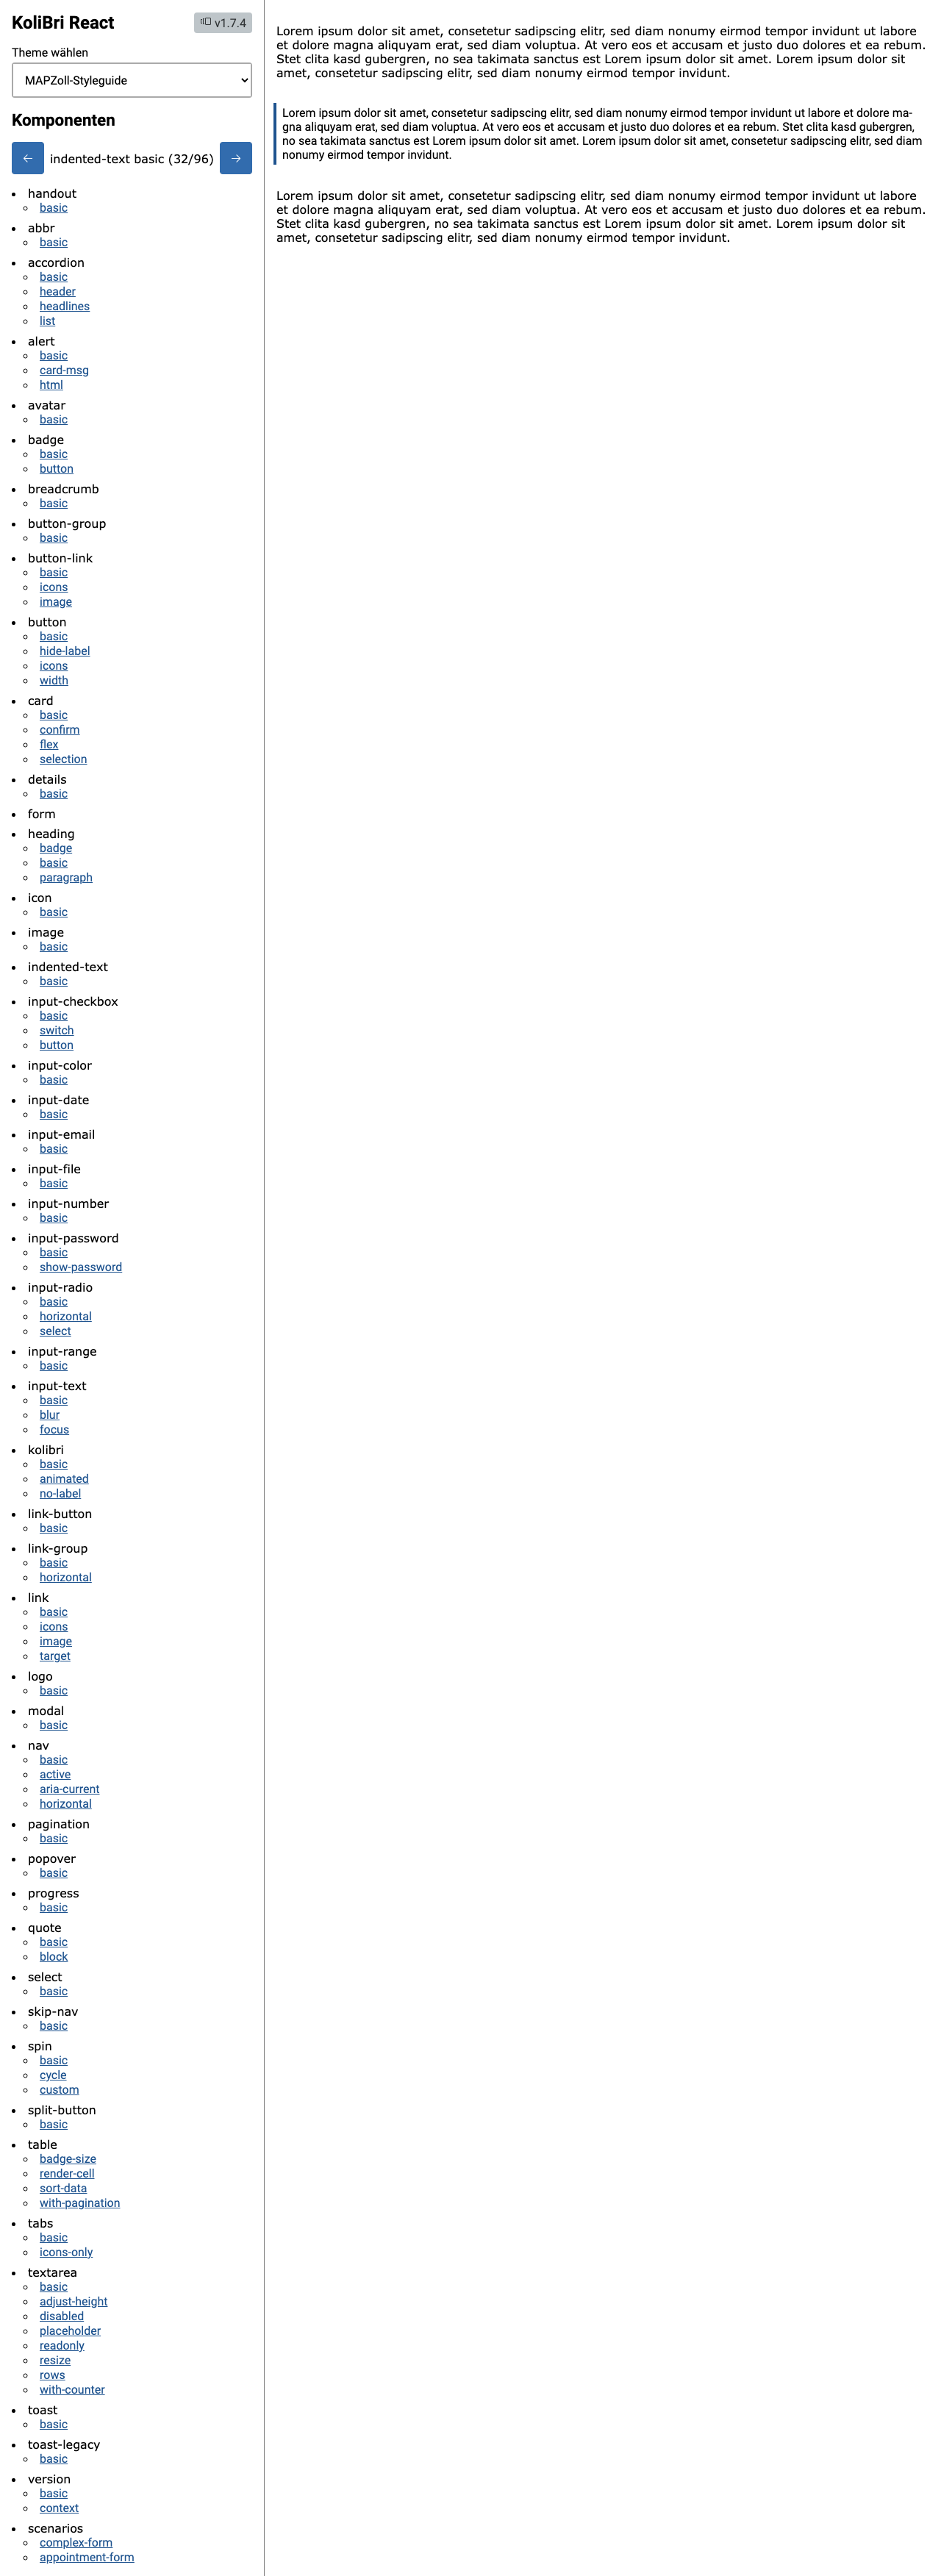 KoliBri React
v1.7.4
Theme wählen
MAPZoll-Styleguide
Komponenten
← indented-text basic (32/96) →
handout
basic
abbr
basic
accordion
basic
header
headlines
list
alert
basic
card-msg
html
avatar
basic
badge
basic
button
breadcrumb
basic
button-group
basic
button-link
basic
icons
image
button
basic
hide-label
icons
width
card
basic
confirm
flex
selection
details
basic
form
heading
badge
basic
paragraph
icon
basic
image
basic
indented-text
basic
input-checkbox
basic
switch
button
input-color
basic
input-date
basic
input-email
basic
input-file
basic
input-number
basic
input-password
basic
show-password
input-radio
basic
horizontal
select
input-range
basic
input-text
basic
blur
focus
kolibri
basic
animated
no-label
link-button
basic
link-group
basic
horizontal
link
basic
icons
image
target
logo
basic
modal
basic
nav
basic
active
aria-current
horizontal
pagination
basic
popover
basic
progress
basic
quote
basic
block
select
basic
skip-nav
basic
spin
basic
cycle
custom
split-button
basic
table
badge-size
render-cell
sort-data
with-pagination
tabs
basic
icons-only
textarea
basic
adjust-height
disabled
placeholder
readonly
resize
rows
with-counter
toast
basic
toast-legacy
basic
version
basic
context
scenarios
complex-form
appointment-form
Lorem ipsum dolor sit amet, consetetur sadipscing elitr, sed diam nonumy eirmod tempor invidunt ut labore
et dolore magna aliquyam erat, sed diam voluptua. At vero eos et accusam et justo duo dolores et ea rebum.
Stet clita kasd gubergren, no sea takimata sanctus est Lorem ipsum dolor sit amet. Lorem ipsum dolor sit
amet, consetetur sadipscing elitr, sed diam nonumy eirmod tempor invidunt.
Lorem ipsum dolor sit amet, consetetur sadipscing elitr, sed diam nonumy eirmod tempor invidunt ut labore et dolore ma-
gna aliquyam erat, sed diam voluptua. At vero eos et accusam et justo duo dolores et ea rebum. Stet clita kasd gubergren,
no sea takimata sanctus est Lorem ipsum dolor sit amet. Lorem ipsum dolor sit amet, consetetur sadipscing elitr, sed diam
nonumy eirmod tempor invidunt.
Lorem ipsum dolor sit amet, consetetur sadipscing elitr, sed diam nonumy eirmod tempor invidunt ut labore
et dolore magna aliquyam erat, sed diam voluptua. At vero eos et accusam et justo duo dolores et ea rebum.
Stet clita kasd gubergren, no sea takimata sanctus est Lorem ipsum dolor sit amet. Lorem ipsum dolor sit
amet, consetetur sadipscing elitr, sed diam nonumy eirmod tempor invidunt.